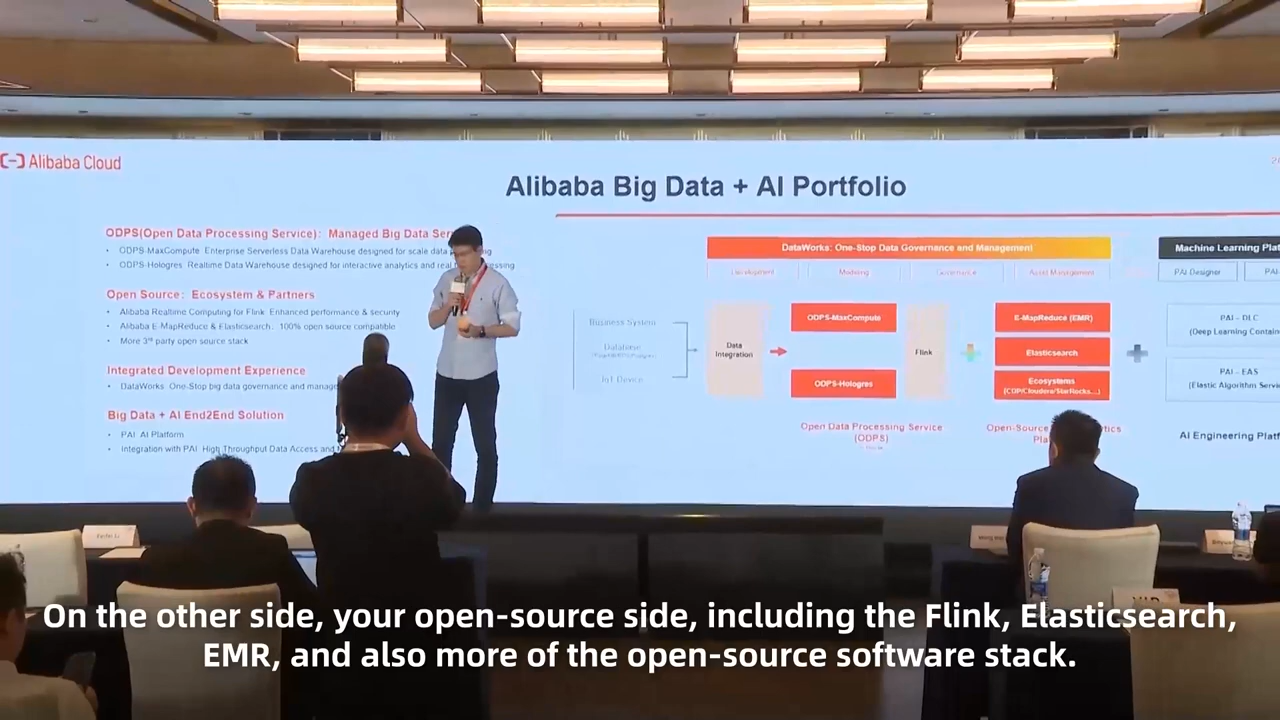 Alibaba Cloud
Alibaba Big Data + AI Portfolio
ODPS(Open Data Processing Service): Managed Big Data
• ODPS-MaxCompute Enterprise Serverless Data Warehouse designed for scale data
• ODPS-Hologres Realtime Data Warehouse designed for interactive analytics and
Open Source: Ecosystem & Partners
• Alibaba Realtime Computing for Flink Enhanced performance & security
• Alibaba E-MapReduce & Elasticsearch. 100% open source compatible
• More 3rd party open source stack
Integrated Development Experience
• DataWorks One-Stop big data governance and
Big Data + AI End2End Solution
• PAI: AI Platform
• Integration with PAI High Throughput Data Access and
DataWorks: One-Stop Data Governance and Management
Development
Modeling
Governance
Asset Management
Business System
Database
IoT Device
Data
Integration
ODPS-MaxCompute
ODPS-Hologres
Flink
E-MapReduce (EMR)
Elasticsearch
Ecosystems
(CDP/Cloudera/StarRocks...)
Open Data Processing Service
(ODPS)
Open-Source
Machine Learning
PAI-Designer
PAI – DLC
(Deep Learning
PAI – EAS
(Elastic Algorithm
AI Engineering
On the other side, your open-source side, including the Flink, Elasticsearch,
EMR, and also more of the open-source software stack.